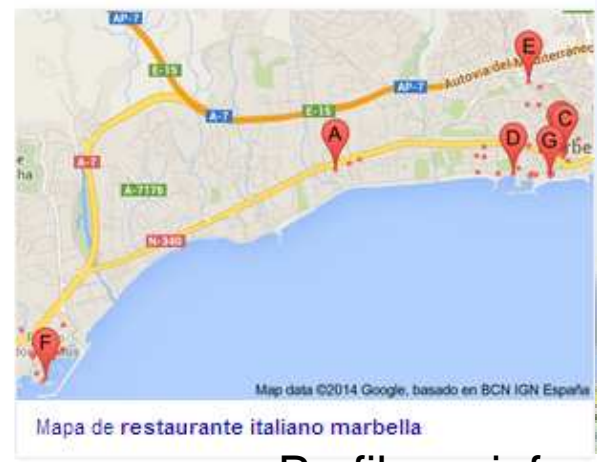 AP-7
E
E-15
Autovía del Mediterráneo
AP-7
A-7
E-15
C
A
D
G
A-7
A-7176
N-340
F
Map data ©2014 Google, basado en BCN IGN España
Mapa de restaurante italiano marbella